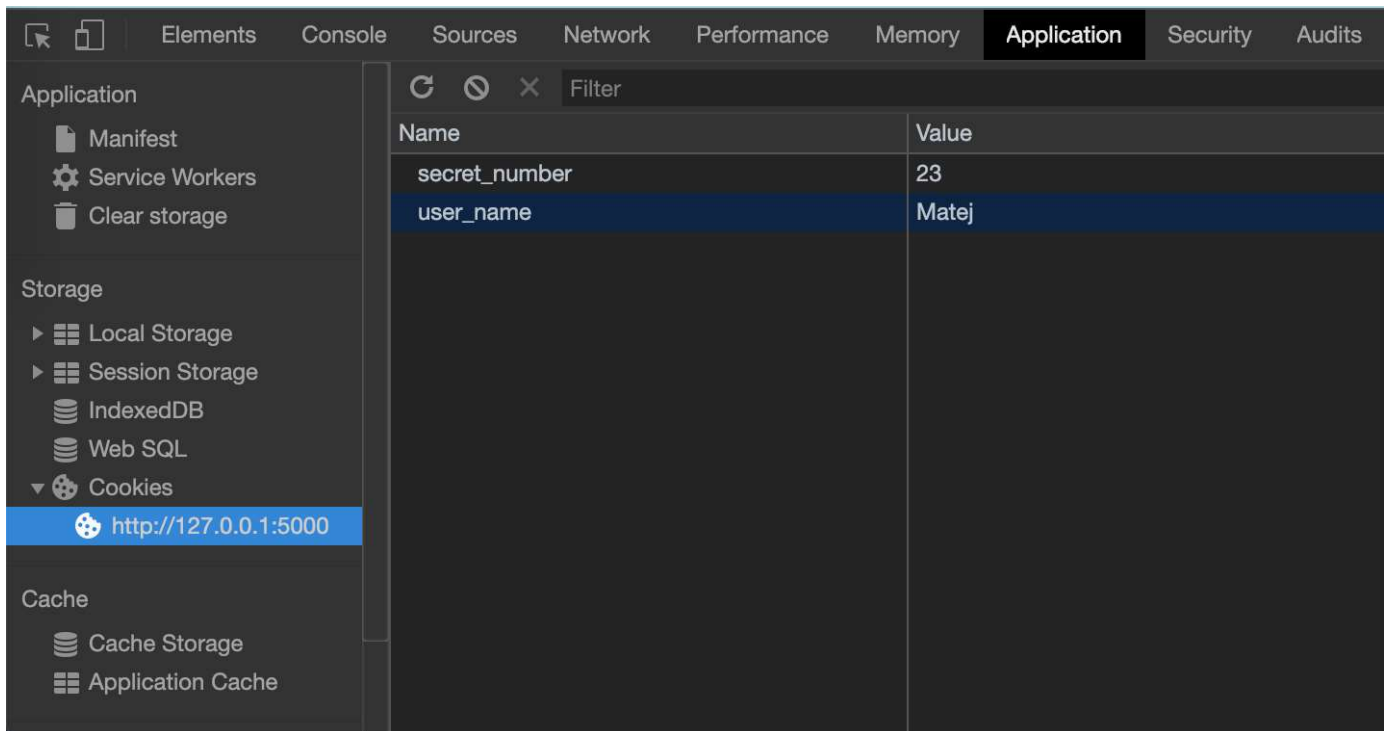 Elements Console Sources Network Performance Memory Application Security Audits
Application
Manifest
Service Workers
Clear storage
Storage
Local Storage
Session Storage
IndexedDB
Web SQL
Cookies
http://127.0.0.1:5000
Cache
Cache Storage
Application Cache
Filter
Name Value
secret_number 23
user_name Matej